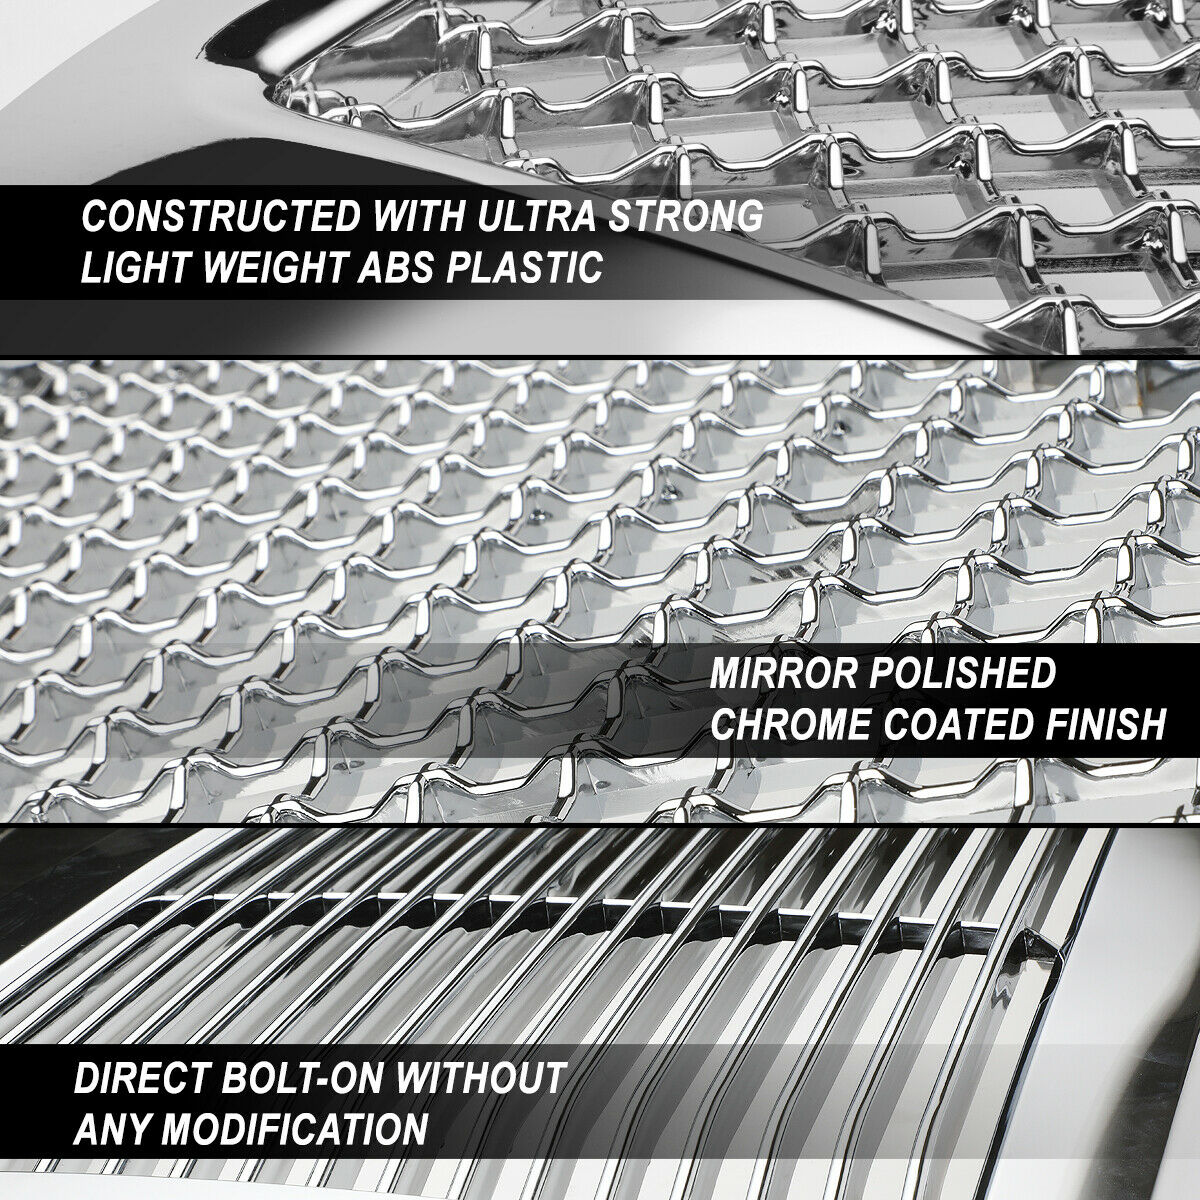 CONSTRUCTED WITH ULTRA STRONG
LIGHT WEIGHT ABS PLASTIC
MIRROR POLISHED
CHROME COATED FINISH
DIRECT BOLT-ON WITHOUT
ANY MODIFICATION